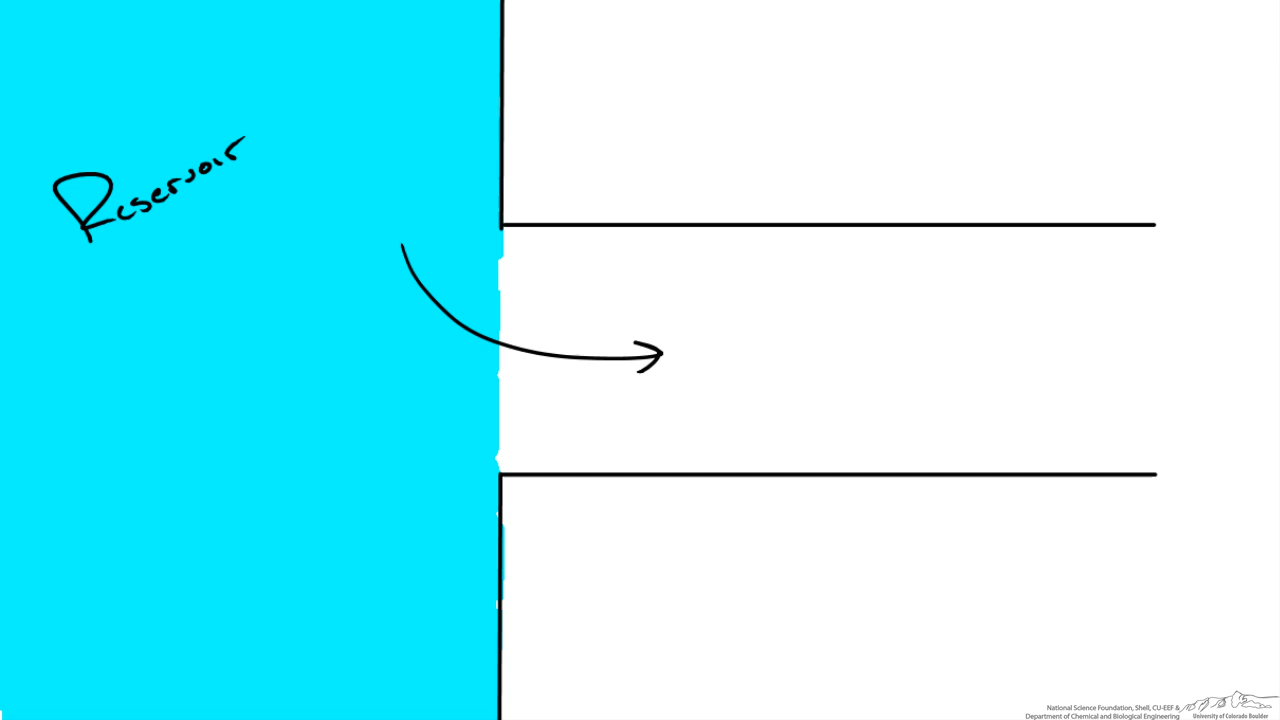 Reservoir
National Science Foundation, Shell, CU-EEF &
Department of Chemical and Biological Engineering
University of Colorado Boulder